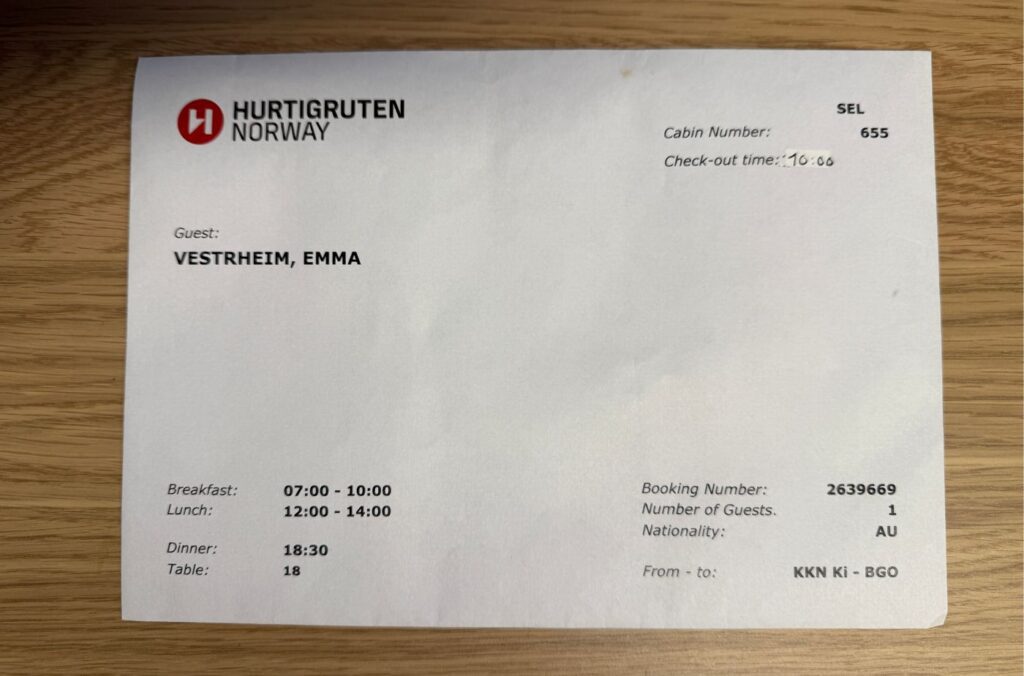 HURTIGRUTEN
NORWAY
SEL
Cabin Number: 655
Check-out time: 10:00
Guest:
VESTRHEIM, EMMA
Breakfast: 07:00 - 10:00
Lunch: 12:00 - 14:00
Dinner: 18:30
Table: 18
Booking Number: 2639669
Number of Guests. 1
Nationality: AU
From - to: KKN Ki - BGO